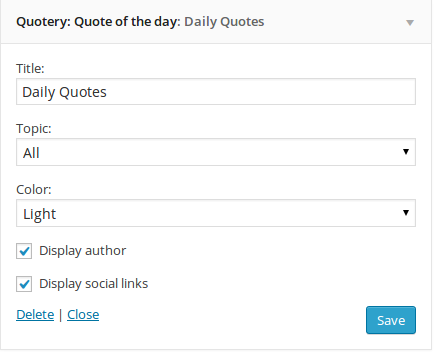 Quotery: Quote of the day: Daily Quotes
Title:
Daily Quotes
Topic:
All
Color:
Light
Display author
Display social links
Delete | Close
Save